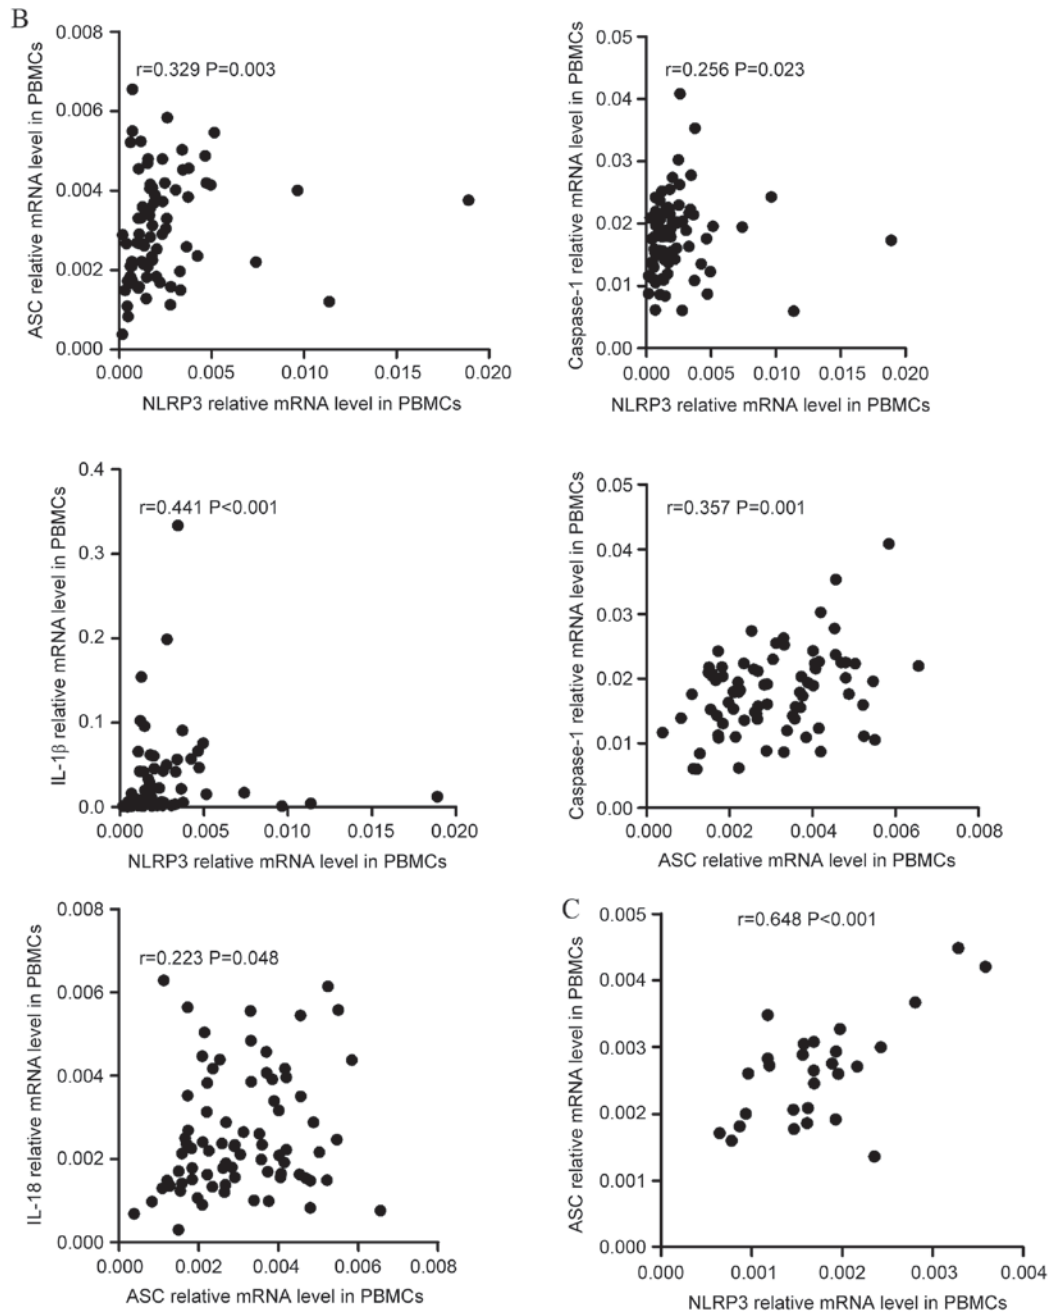 B
0.008
0.006
0.004
0.002
0.000
ASC relative mRNA level in PBMCs
r=0.329 P=0.003
0.000 0.005 0.010 0.015 0.020
NLRP3 relative mRNA level in PBMCs
0.05
0.04
0.03
0.02
0.01
0.00
Caspase-1 relative mRNA level in PBMCs
r=0.256 P=0.023
0.000 0.005 0.010 0.015 0.020
NLRP3 relative mRNA level in PBMCs
0.4
0.3
0.2
0.1
0.0
IL-1β relative mRNA level in PBMCs
r=0.441 P<0.001
0.000 0.005 0.010 0.015 0.020
NLRP3 relative mRNA level in PBMCs
0.05
0.04
0.03
0.02
0.01
0.00
Caspase-1 relative mRNA level in PBMCs
r=0.357 P=0.001
0.000 0.002 0.004 0.006 0.008
ASC relative mRNA level in PBMCs
0.008
0.006
0.004
0.002
0.000
IL-18 relative mRNA level in PBMCs
r=0.223 P=0.048
0.000 0.002 0.004 0.006 0.008
ASC relative mRNA level in PBMCs
C
0.005
0.004
0.003
0.002
0.001
0.000
ASC relative mRNA level in PBMCs
r=0.648 P<0.001
0.000 0.001 0.002 0.003 0.004
NLRP3 relative mRNA level in PBMCs